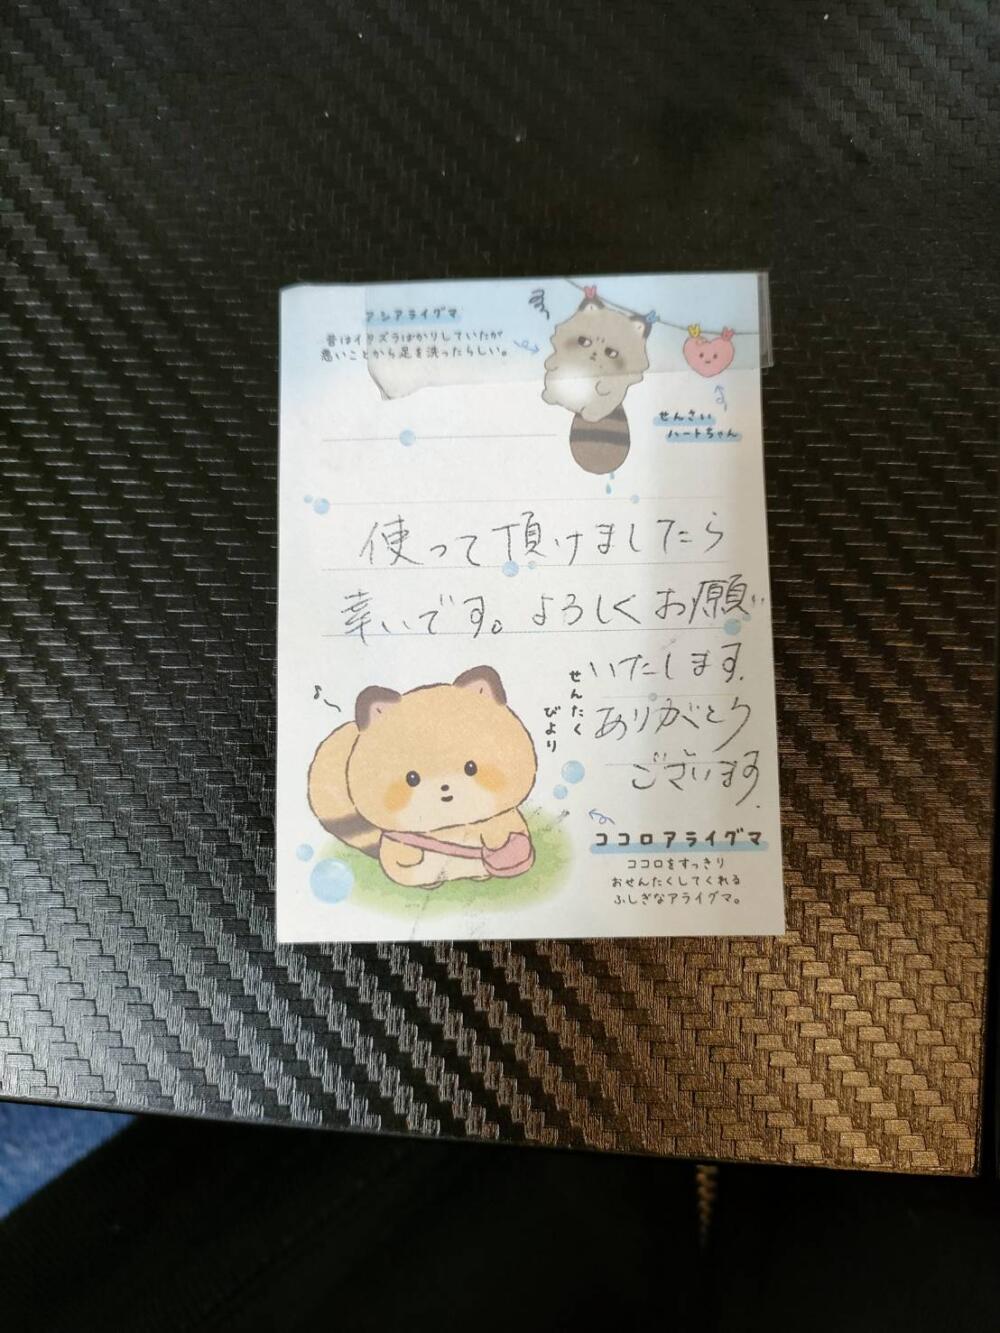 アシアライグマ
昔はイタズラばかりしていたが
悪いことから足を洗ったらしい。
せんさい
ハートちゃん
使って頂けましたら
幸いです。よろしくお願い
いたします.
ありがとう
ございます.
せんたく
びより
ココロアライグマ
ココロをすっきり
おせんたくしてくれる
ふしぎなアライグマ。